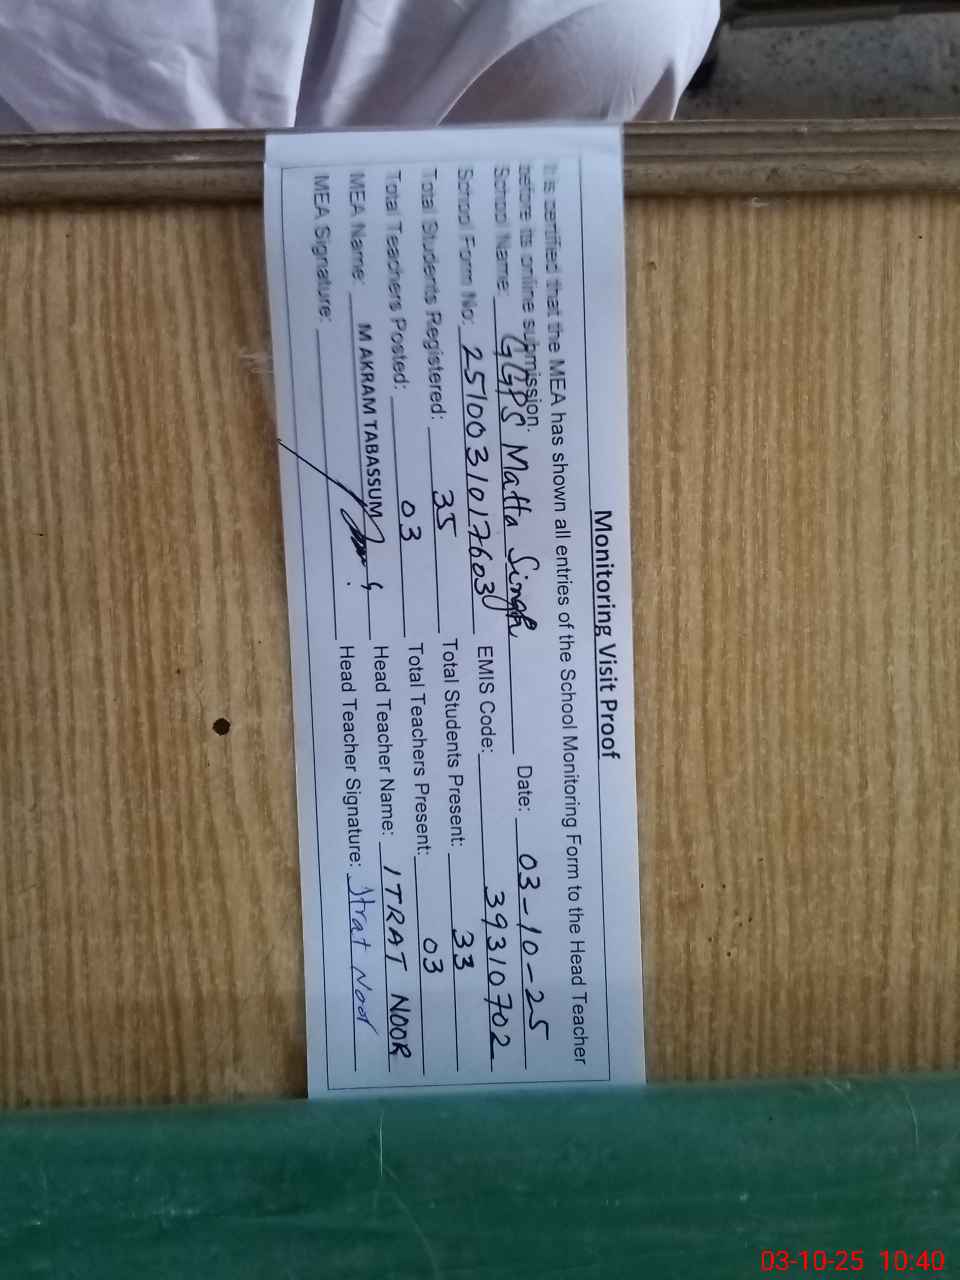 Monitoring Visit Proof
It is certified that the MEA has shown all entries of the School Monitoring Form to the Head Teacher
before its online submission.
School Name: GGPS Matta Singh Date: 03-10-25
School Form No: 2510031017603 EMIS Code: 39310702
Total Students Registered: 35 Total Students Present: 33
Total Teachers Posted: 03 Total Teachers Present: 03
MEA Name: M AKRAM TABASSUM Head Teacher Name: ITRAT NOOR
MEA Signature: Head Teacher Signature: Itrat Noor
03-10-25 10:40